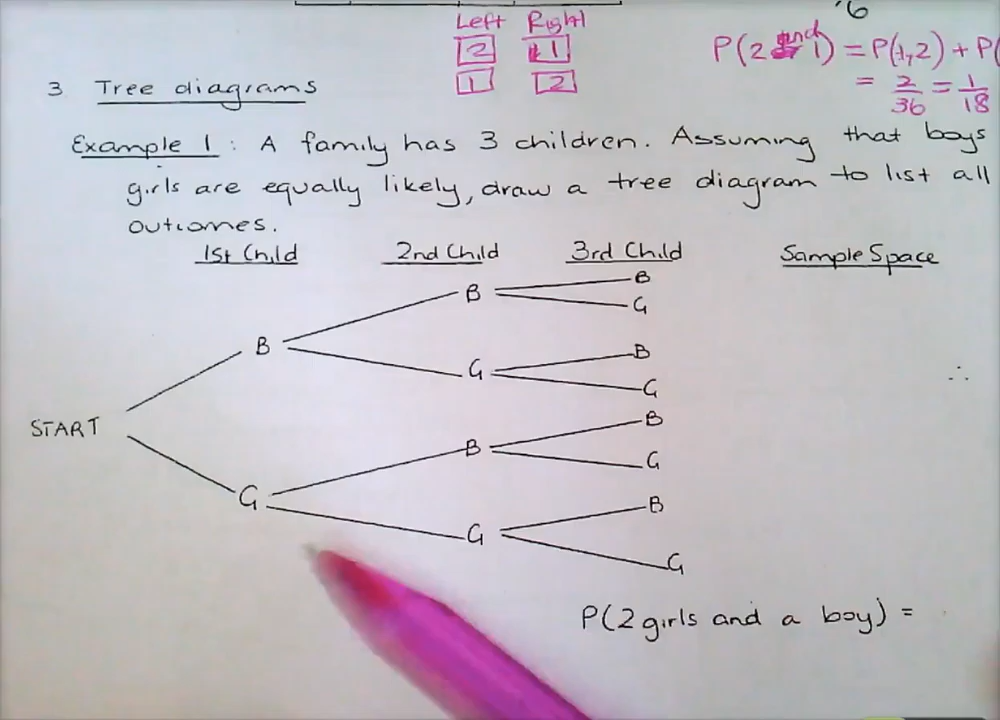 '6
Left Right
2 1
1 2
P(2 and 1) = P(1,2) + P(
= 2/36 = 1/18
3 Tree diagrams
Example 1 : A family has 3 children. Assuming that boys
girls are equally likely, draw a tree diagram to list all
outcomes.
1st Child 2nd Child 3rd Child Sample Space
B
B
G
B
G B
G
START
B
B
G
G
B
G
G
P(2 girls and a boy) =
∴